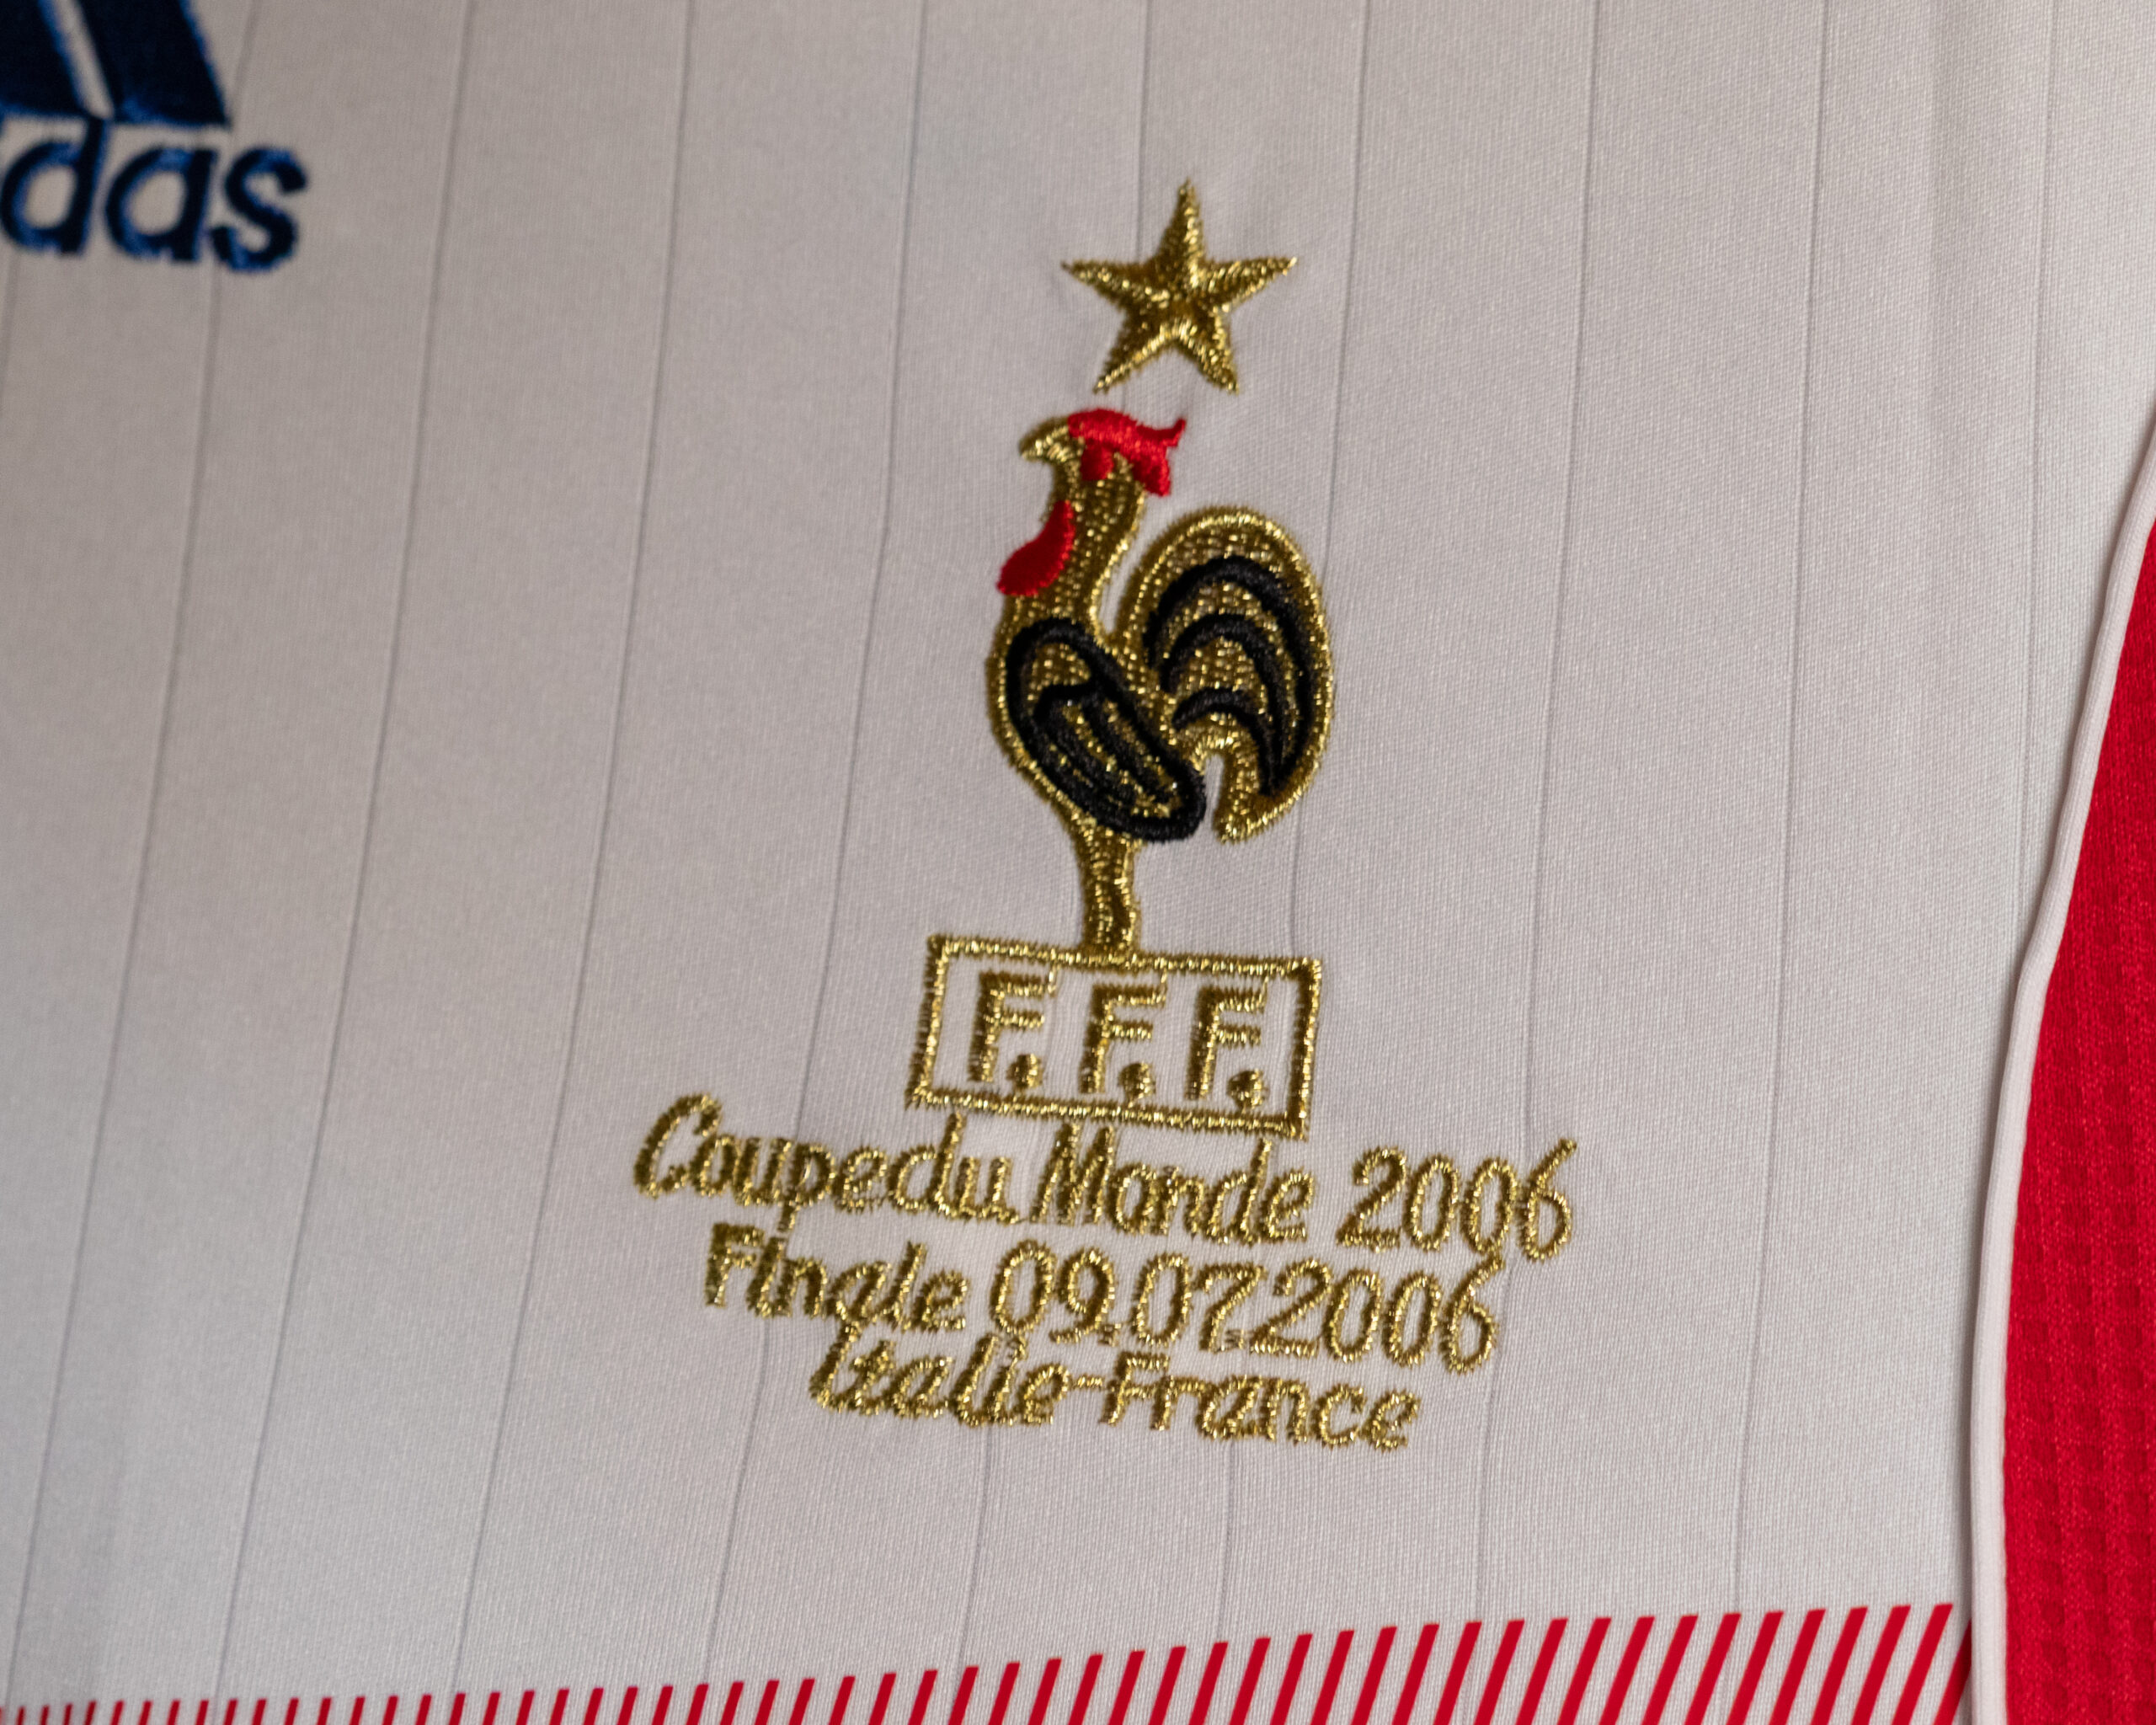 das
F.F.F.
Coupe du Monde 2006
Finale 09.07.2006
Italie-France